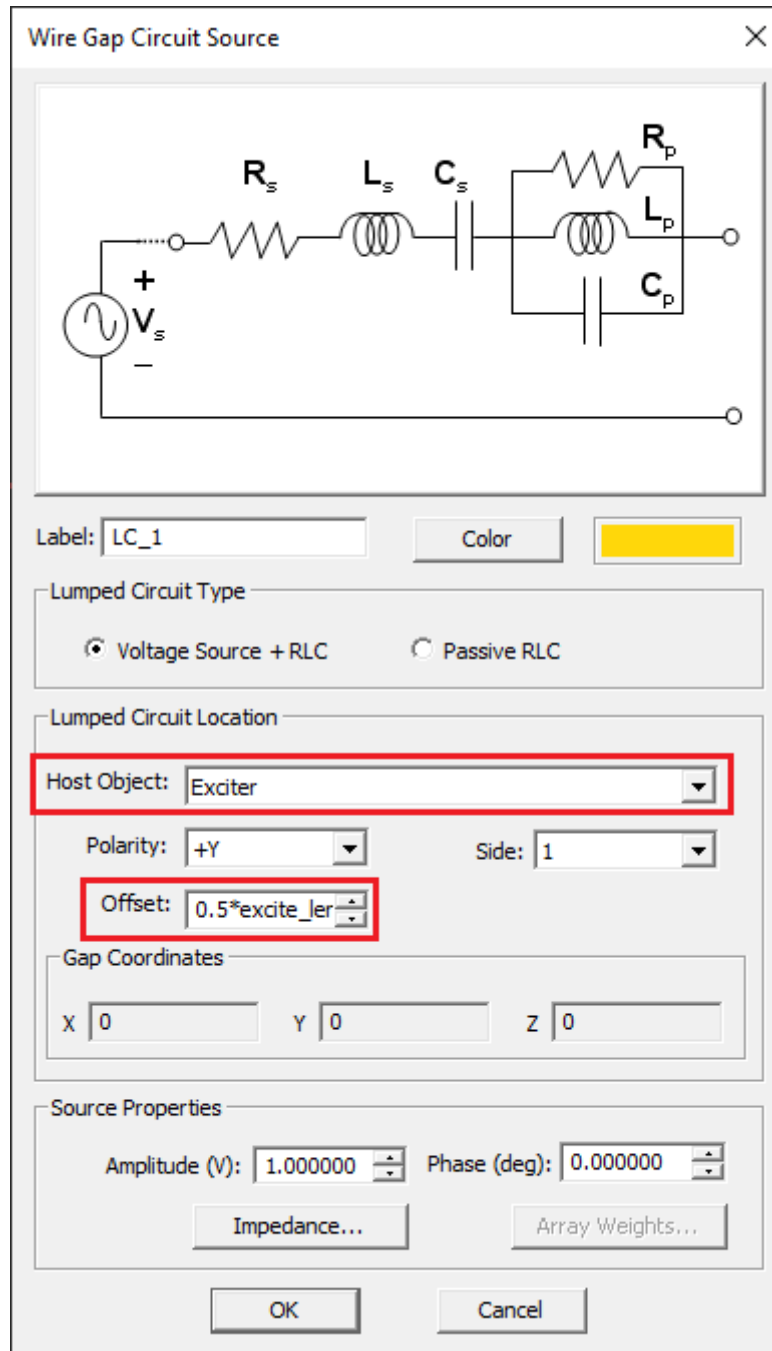 Wire Gap Circuit Source
Rs Ls Cs Rp
Lp
Cp
+
Vs
−
Label: LC_1 Color
Lumped Circuit Type
Voltage Source + RLC Passive RLC
Lumped Circuit Location
Host Object: Exciter
Polarity: +Y Side: 1
Offset: 0.5*excite_ler
Gap Coordinates
X 0 Y 0 Z 0
Source Properties
Amplitude (V): 1.000000 Phase (deg): 0.000000
Impedance... Array Weights...
OK Cancel